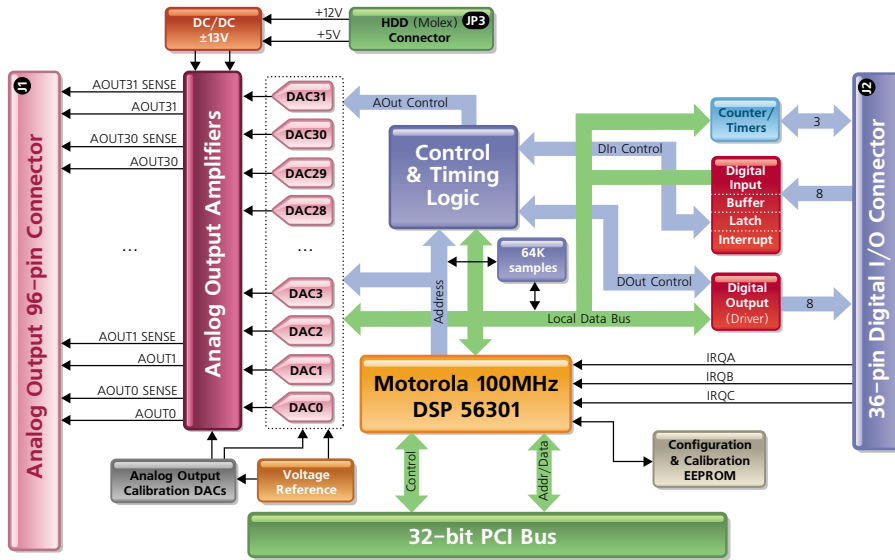 DC/DC
±13V
+12V
+5V
HDD (Molex) JP3
Connector
J1
Analog Output 96-pin Connector
AOUT31 SENSE
AOUT31
AOUT30 SENSE
AOUT30
...
AOUT1 SENSE
AOUT1
AOUT0 SENSE
AOUT0
Analog Output Amplifiers
DAC31
DAC30
DAC29
DAC28
...
DAC3
DAC2
DAC1
DAC0
AOut Control
Control
& Timing
Logic
64K
samples
Address
DIn Control
DOut Control
Local Data Bus
Counter/
Timers
3
Digital
Input
Buffer
Latch
Interrupt
8
Digital
Output
(Driver)
8
J2
36-pin Digital I/O Connector
IRQA
IRQB
IRQC
Motorola 100MHz
DSP 56301
Analog Output
Calibration DACs
Voltage
Reference
Control
Addr/Data
Configuration
& Calibration
EEPROM
32-bit PCI Bus